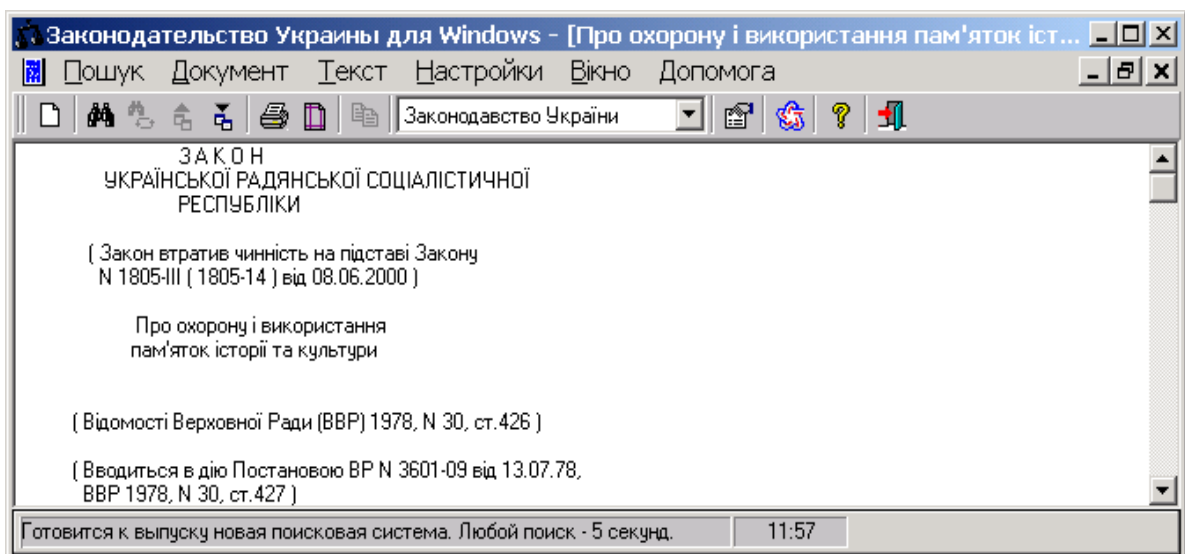 Законодательство Украины для Windows - [Про охорону і використання пам'яток іст...
Пошук Документ Текст Настройки Вікно Допомога
Законодавство України
З А К О Н
УКРАЇНСЬКОЇ РАДЯНСЬКОЇ СОЦІАЛІСТИЧНОЇ
РЕСПУБЛІКИ
( Закон втратив чинність на підставі Закону
N 1805-III ( 1805-14 ) від 08.06.2000 )
Про охорону і використання
пам'яток історії та культури
( Відомості Верховної Ради (ВВР) 1978, N 30, ст.426 )
( Вводиться в дію Постановою ВР N 3601-09 від 13.07.78,
ВВР 1978, N 30, ст.427 )
Готовится к выпуску новая поисковая система. Любой поиск - 5 секунд. 11:57